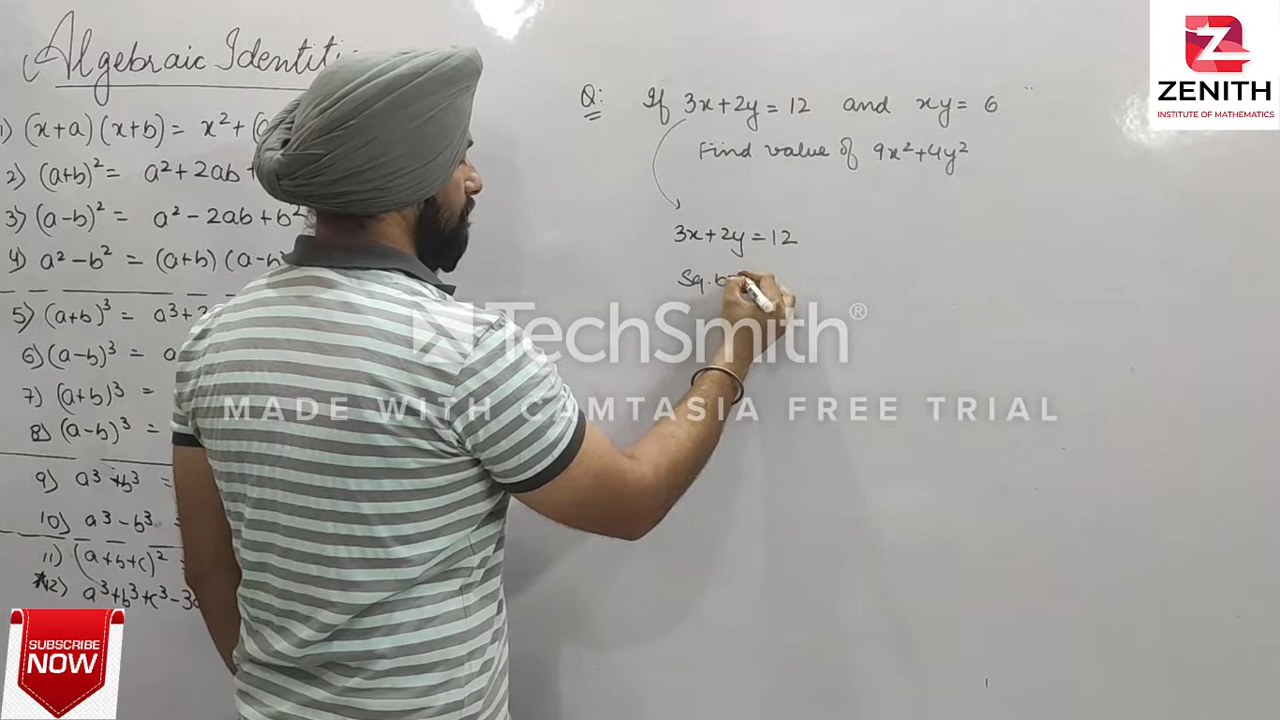 Algebraic Identiti
1) (x+a)(x+b) = x²+(a
2) (a+b)² = a²+2ab+
3) (a-b)² = a²-2ab+b²
4) a²-b² = (a+b)(a-b)
5) (a+b)³ = a³+3
6) (a-b)³ = a
7) (a+b)³ =
8) (a-b)³ =
9) a³+b³ =
10) a³-b³ =
11) (a+b+c)² =
*12) a³+b³+c³-3a
Q: If 3x+2y=12 and xy=6
Find value of 9x²+4y²
3x+2y=12
Sq. b
ZENITH
INSTITUTE OF MATHEMATICS
TechSmith®
MADE WITH CAMTASIA FREE TRIAL
SUBSCRIBE
NOW